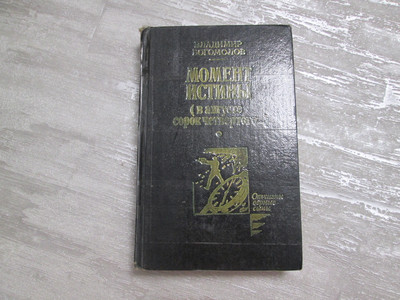 ВЛАДИМИР
БОГОМОЛОВ
МОМЕНТ
ИСТИНЫ
(В августе
сорок четвертого...)